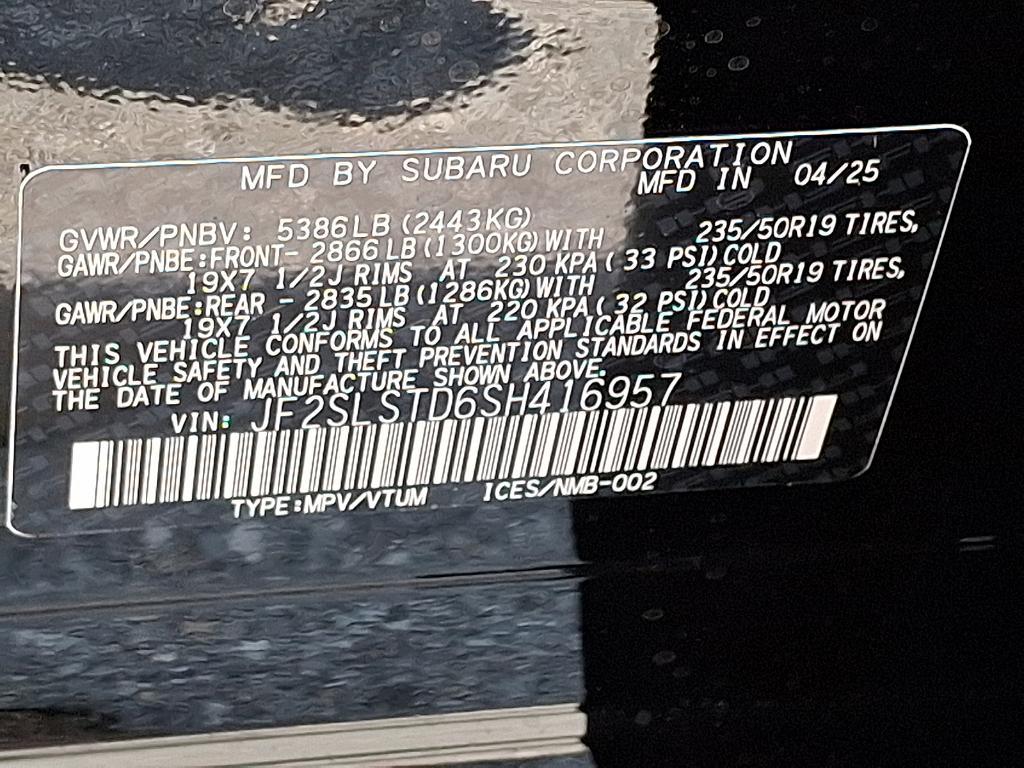 MFD BY SUBARU CORPORATION
MFD IN 04/25
GVWR/PNBV: 5386LB (2443KG)
GAWR/PNBE:FRONT- 2866LB (1300KG) WITH 235/50R19 TIRES,
19X7 1/2J RIMS AT 230 KPA ( 33 PSI) COLD
GAWR/PNBE:REAR - 2835LB (1286KG) WITH 235/50R19 TIRES,
19X7 1/2J RIMS AT 220 KPA ( 32 PSI) COLD
THIS VEHICLE CONFORMS TO ALL APPLICABLE FEDERAL MOTOR
VEHICLE SAFETY AND THEFT PREVENTION STANDARDS IN EFFECT ON
THE DATE OF MANUFACTURE SHOWN ABOVE.
VIN: JF2SLSTD6SH416957
TYPE:MPV/VTUM ICES/NMB-002